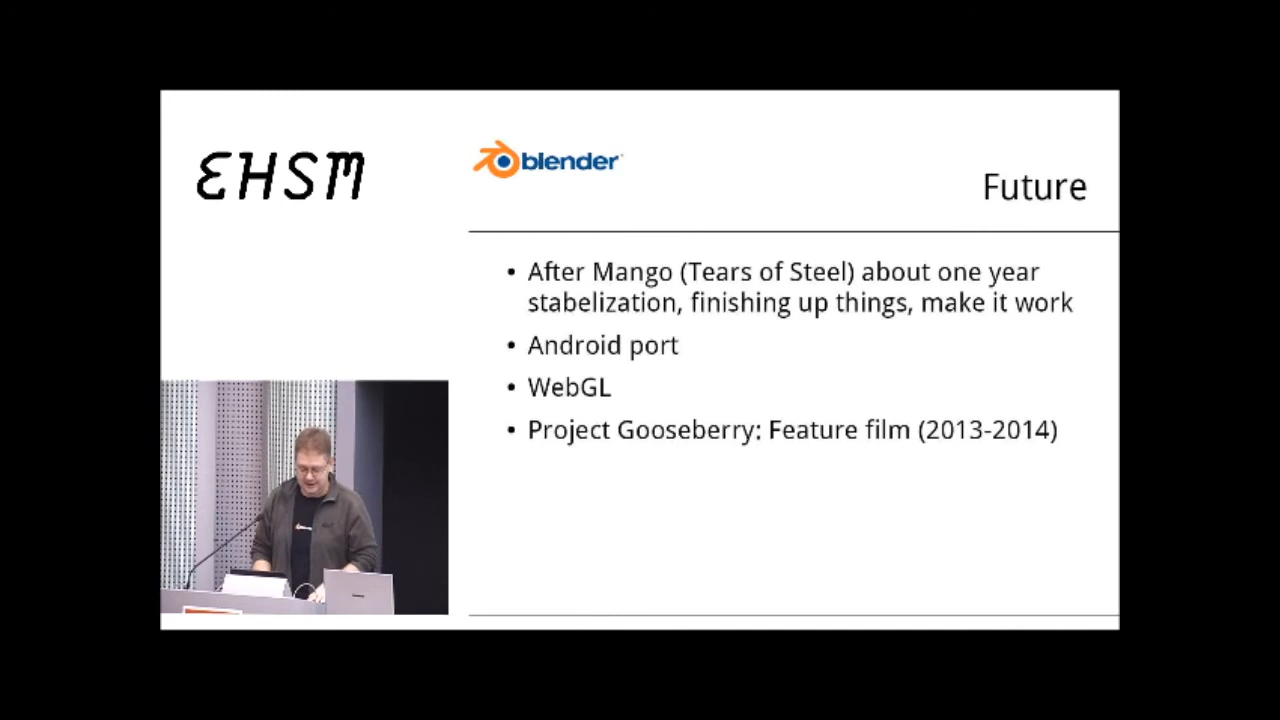 EHSM
blender
Future
• After Mango (Tears of Steel) about one year
stabelization, finishing up things, make it work
• Android port
• WebGL
• Project Gooseberry: Feature film (2013-2014)